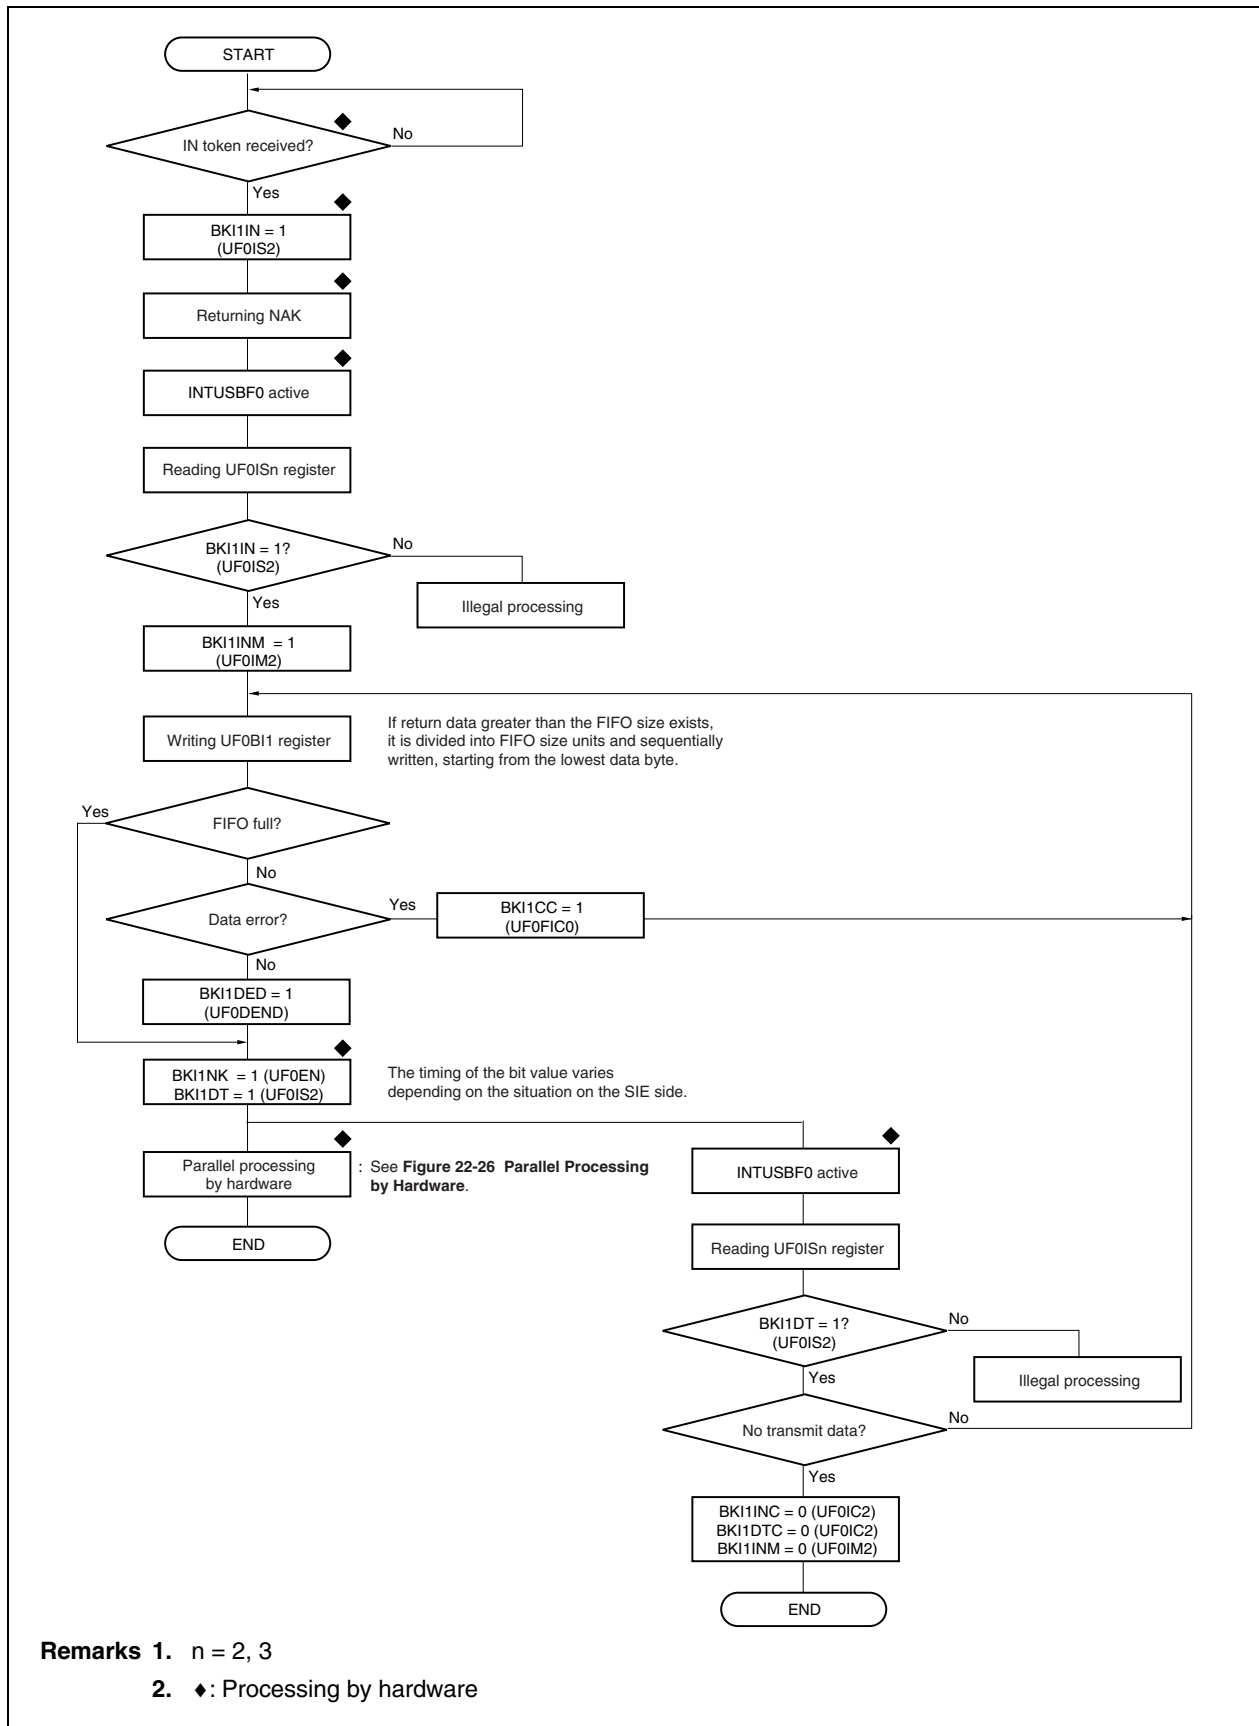 START
IN token received?
No
Yes
BKI1IN = 1
(UF0IS2)
Returning NAK
INTUSBF0 active
Reading UF0ISn register
BKI1IN = 1?
(UF0IS2)
No
Illegal processing
Yes
BKI1INM = 1
(UF0IM2)
Writing UF0BI1 register
If return data greater than the FIFO size exists,
it is divided into FIFO size units and sequentially
written, starting from the lowest data byte.
Yes
FIFO full?
No
Data error?
Yes
BKI1CC = 1
(UF0FIC0)
No
BKI1DED = 1
(UF0DEND)
BKI1NK = 1 (UF0EN)
BKI1DT = 1 (UF0IS2)
The timing of the bit value varies
depending on the situation on the SIE side.
Parallel processing
by hardware
: See Figure 22-26 Parallel Processing
by Hardware.
END
INTUSBF0 active
Reading UF0ISn register
BKI1DT = 1?
(UF0IS2)
No
Illegal processing
Yes
No transmit data?
No
Yes
BKI1INC = 0 (UF0IC2)
BKI1DTC = 0 (UF0IC2)
BKI1INM = 0 (UF0IM2)
END
Remarks 1. n = 2, 3
2. ♦: Processing by hardware